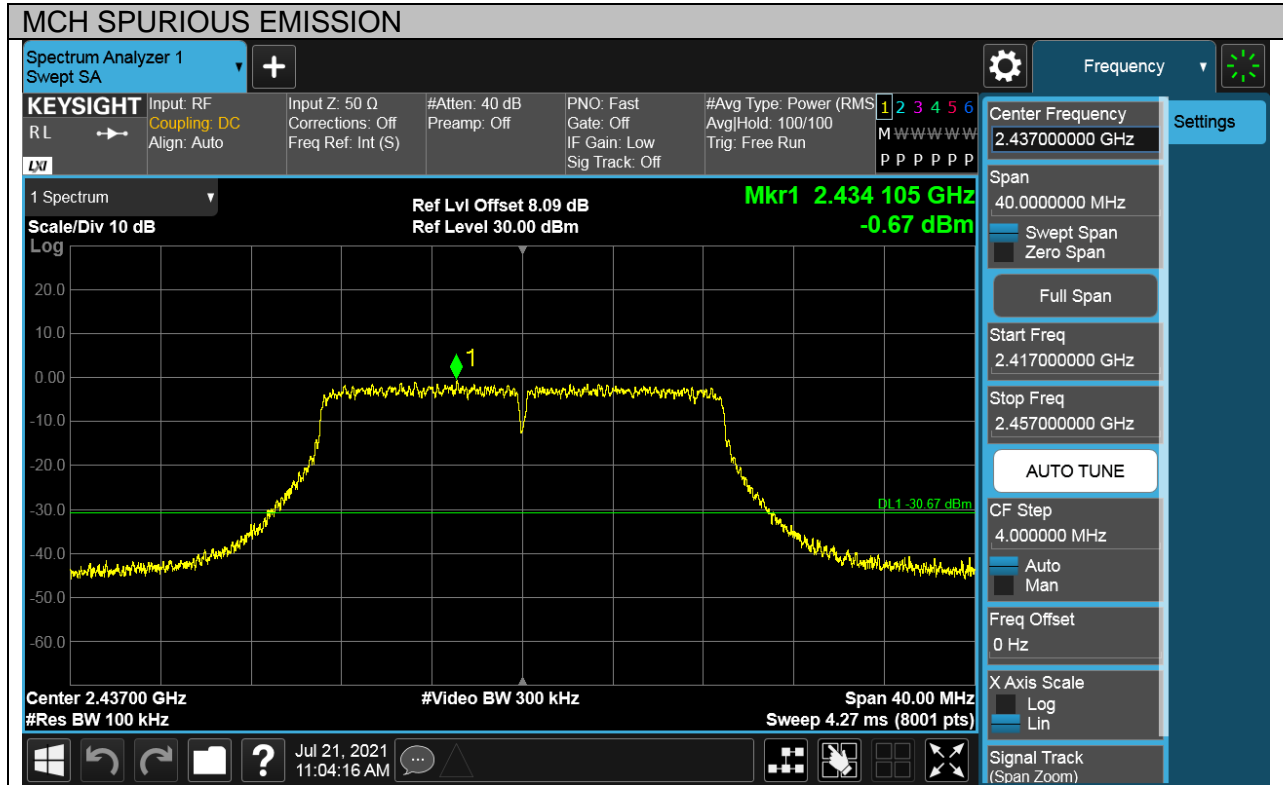 MCH SPURIOUS EMISSION
Spectrum Analyzer 1
Swept SA
Frequency
KEYSIGHT
R L
LXI
Input: RF
Coupling: DC
Align: Auto
Input Z: 50 Ω
Corrections: Off
Freq Ref: Int (S)
#Atten: 40 dB
Preamp: Off
PNO: Fast
Gate: Off
IF Gain: Low
Sig Track: Off
#Avg Type: Power (RMS
Avg|Hold: 100/100
Trig: Free Run
1 2 3 4 5 6
M W W W W W
P P P P P P
1 Spectrum
Scale/Div 10 dB
Log
Ref Lvl Offset 8.09 dB
Ref Level 30.00 dBm
Mkr1 2.434 105 GHz
-0.67 dBm
20.0
10.0
0.00
-10.0
-20.0
-30.0
-40.0
-50.0
-60.0
1
DL1 -30.67 dBm
Center 2.43700 GHz
#Res BW 100 kHz
#Video BW 300 kHz
Span 40.00 MHz
Sweep 4.27 ms (8001 pts)
Center Frequency
2.437000000 GHz
Settings
Span
40.0000000 MHz
Swept Span
Zero Span
Full Span
Start Freq
2.417000000 GHz
Stop Freq
2.457000000 GHz
AUTO TUNE
CF Step
4.000000 MHz
Auto
Man
Freq Offset
0 Hz
X Axis Scale
Log
Lin
Signal Track
(Span Zoom)
?
Jul 21, 2021
11:04:16 AM